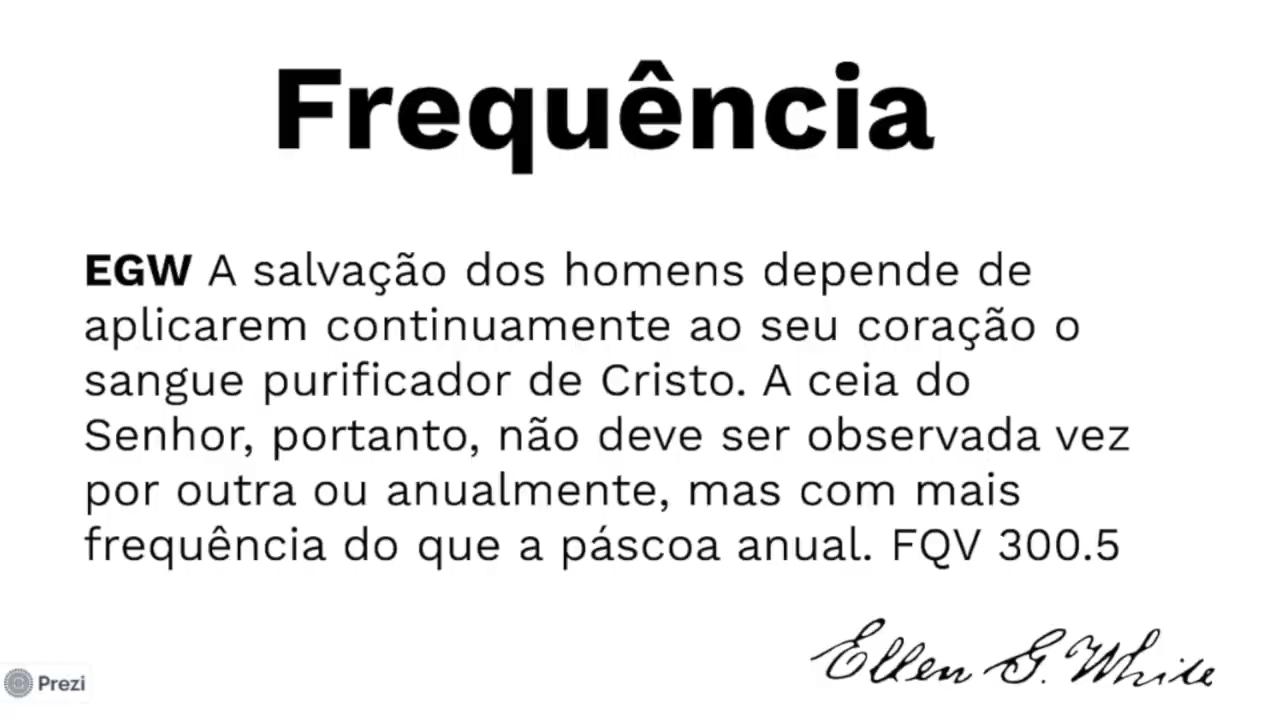 Frequência
EGW A salvação dos homens depende de
aplicarem continuamente ao seu coração o
sangue purificador de Cristo. A ceia do
Senhor, portanto, não deve ser observada vez
por outra ou anualmente, mas com mais
frequência do que a páscoa anual. FQV 300.5
Ellen G. White
Prezi